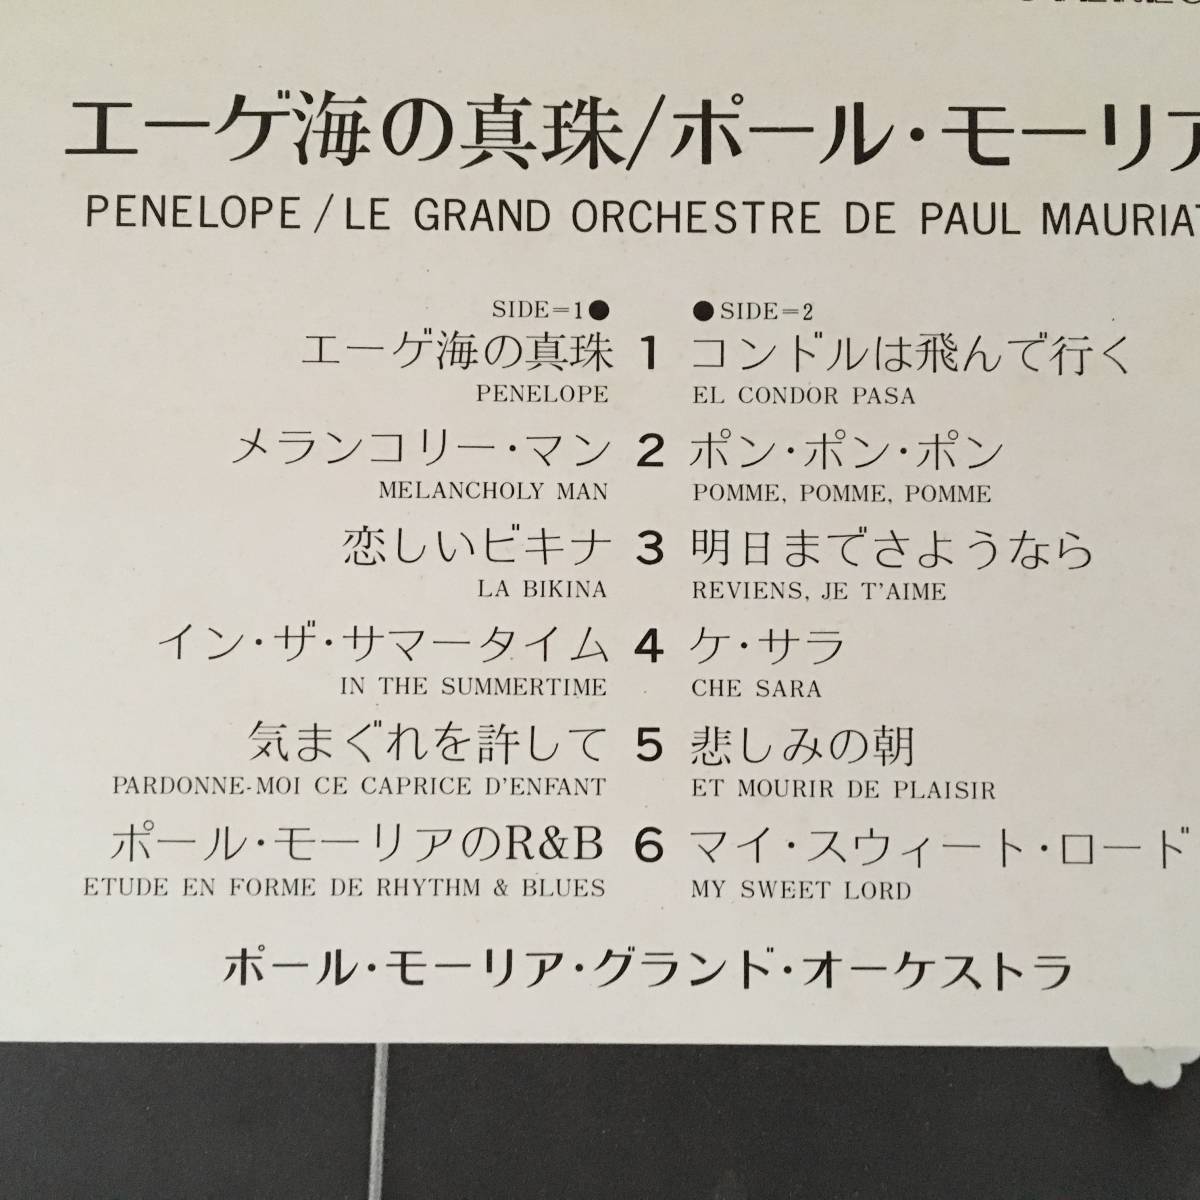 エーゲ海の真珠/ポール・モーリア
PENELOPE/LE GRAND ORCHESTRE DE PAUL MAURIAT
SIDE=1●
エーゲ海の真珠 1
PENELOPE
メランコリー・マン 2
MELANCHOLY MAN
恋しいビキナ 3
LA BIKINA
イン・ザ・サマータイム 4
IN THE SUMMERTIME
気まぐれを許して 5
PARDONNE-MOI CE CAPRICE D'ENFANT
ポール・モーリアのR&B 6
ETUDE EN FORME DE RHYTHM & BLUES
●SIDE=2
コンドルは飛んで行く
EL CONDOR PASA
ポン・ポン・ポン
POMME, POMME, POMME
明日までさようなら
REVIENS, JE T'AIME
ケ・サラ
CHE SARA
悲しみの朝
ET MOURIR DE PLAISIR
マイ・スウィート・ロード
MY SWEET LORD
ポール・モーリア・グランド・オーケストラ